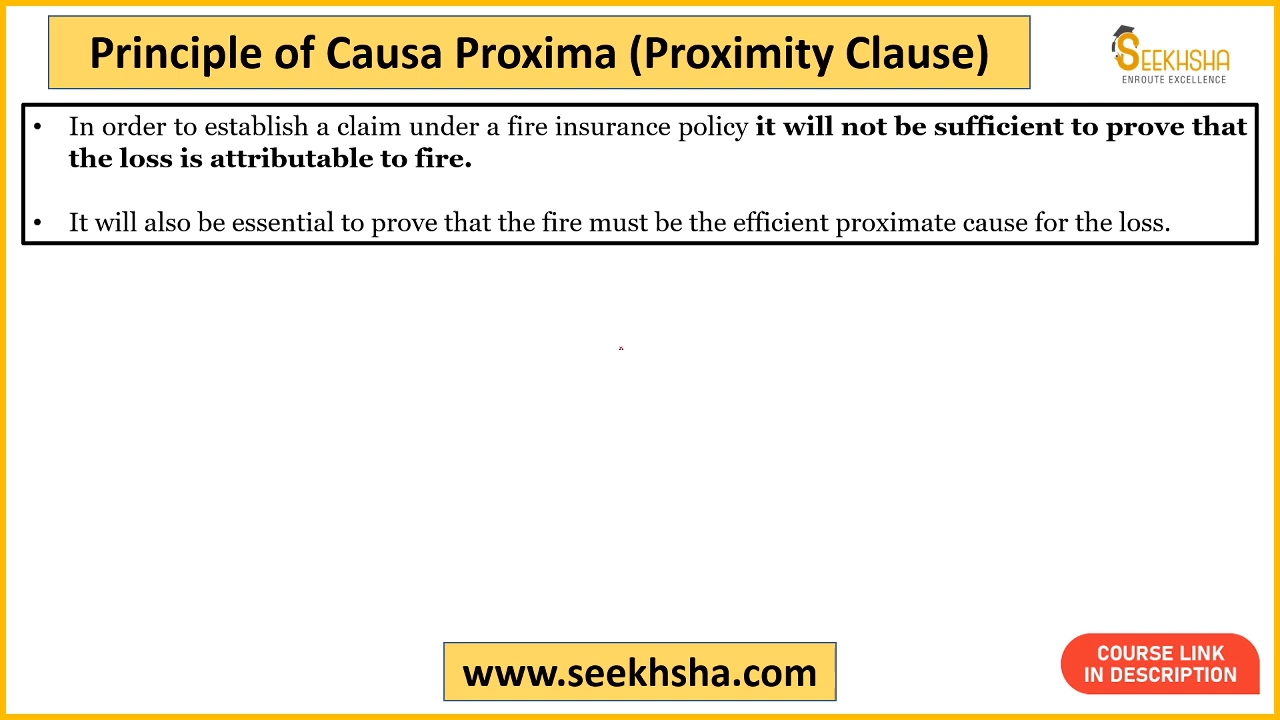 Principle of Causa Proxima (Proximity Clause)
SEEKHSHA
ENROUTE EXCELLENCE
• In order to establish a claim under a fire insurance policy it will not be sufficient to prove that
the loss is attributable to fire.
• It will also be essential to prove that the fire must be the efficient proximate cause for the loss.
www.seekhsha.com
COURSE LINK
IN DESCRIPTION